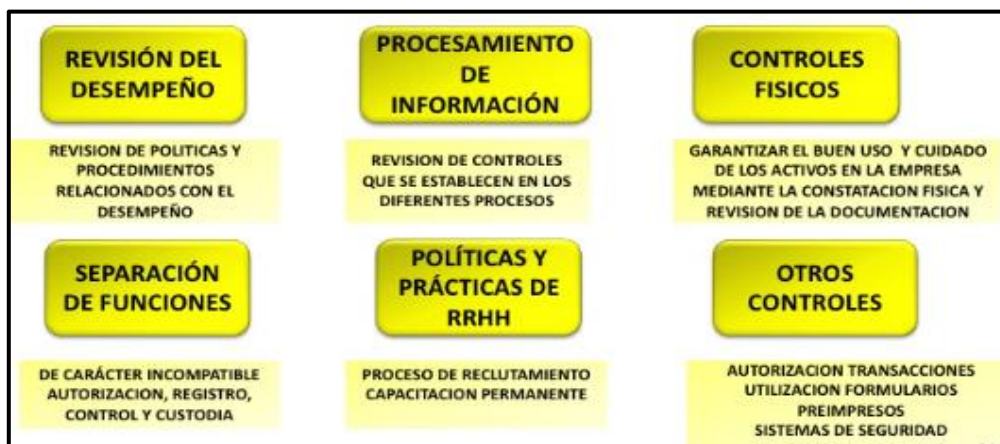 REVISIÓN DEL
DESEMPEÑO
REVISION DE POLITICAS Y
PROCEDIMIENTOS
RELACIONADOS CON EL
DESEMPEÑO
PROCESAMIENTO
DE
INFORMACIÓN
REVISION DE CONTROLES
QUE SE ESTABLECEN EN LOS
DIFERENTES PROCESOS
CONTROLES
FISICOS
GARANTIZAR EL BUEN USO Y CUIDADO
DE LOS ACTIVOS EN LA EMPRESA
MEDIANTE LA CONSTATACION FISICA Y
REVISION DE LA DOCUMENTACION
SEPARACIÓN
DE FUNCIONES
DE CARÁCTER INCOMPATIBLE
AUTORIZACION, REGISTRO,
CONTROL Y CUSTODIA
POLÍTICAS Y
PRÁCTICAS DE
RRHH
PROCESO DE RECLUTAMIENTO
CAPACITACION PERMANENTE
OTROS
CONTROLES
AUTORIZACION TRANSACCIONES
UTILIZACION FORMULARIOS
PREIMPRESOS
SISTEMAS DE SEGURIDAD